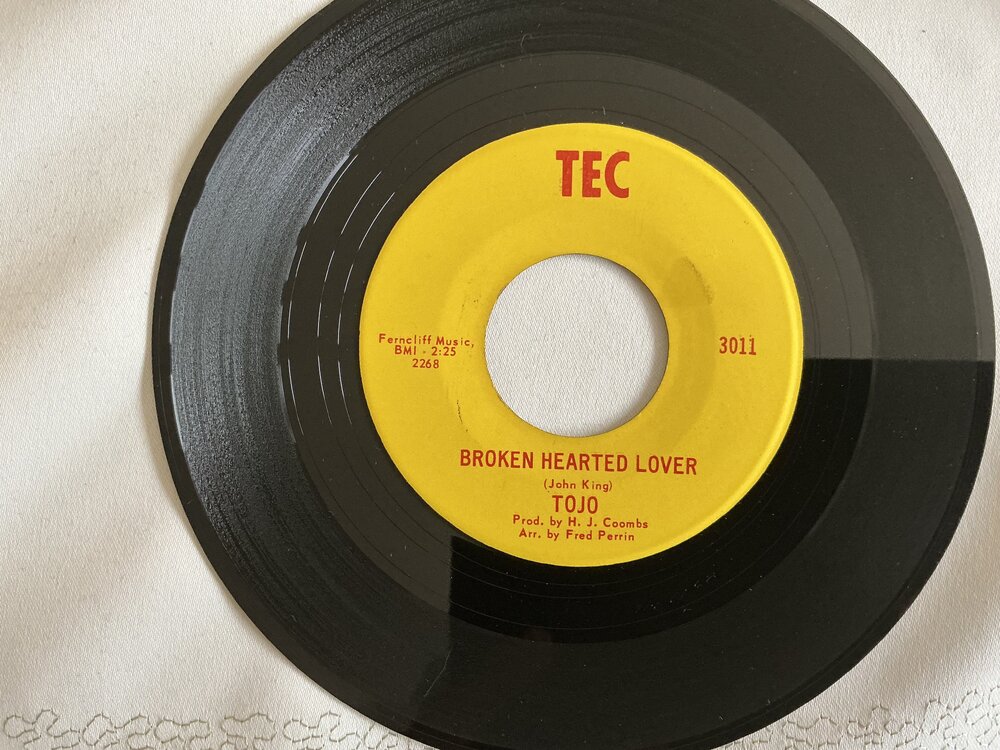 TEC
Ferncliff Music,
BMI - 2:25
2268
3011
BROKEN HEARTED LOVER
(John King)
TOJO
Prod. by H. J. Coombs
Arr. by Fred Perrin